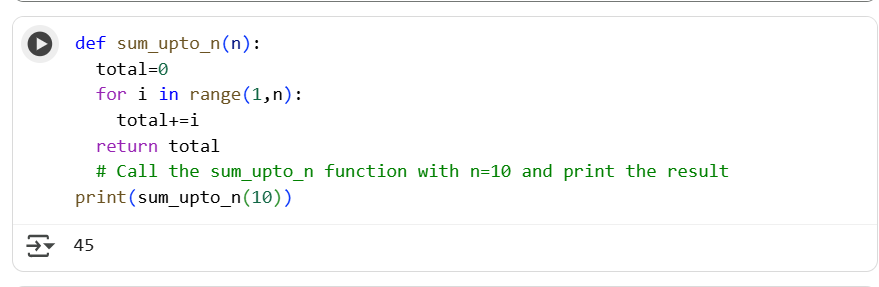 def sum_upto_n(n):
  total=0
  for i in range(1,n):
    total+=i
  return total
  # Call the sum_upto_n function with n=10 and print the result
print(sum_upto_n(10))
45